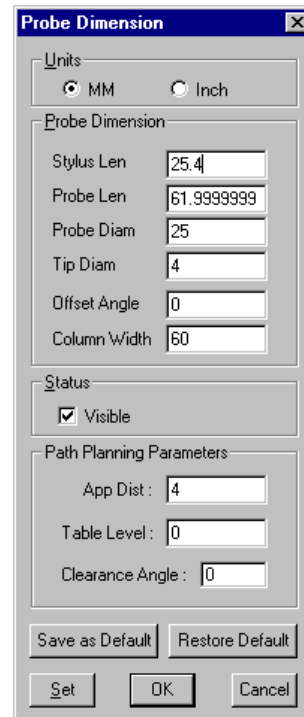 Probe Dimension
Units
MM Inch
Probe Dimension
Stylus Len 25.4
Probe Len 61.9999999
Probe Diam 25
Tip Diam 4
Offset Angle 0
Column Width 60
Status
Visible
Path Planning Parameters
App Dist : 4
Table Level : 0
Clearance Angle : 0
Save as Default Restore Default
Set OK Cancel